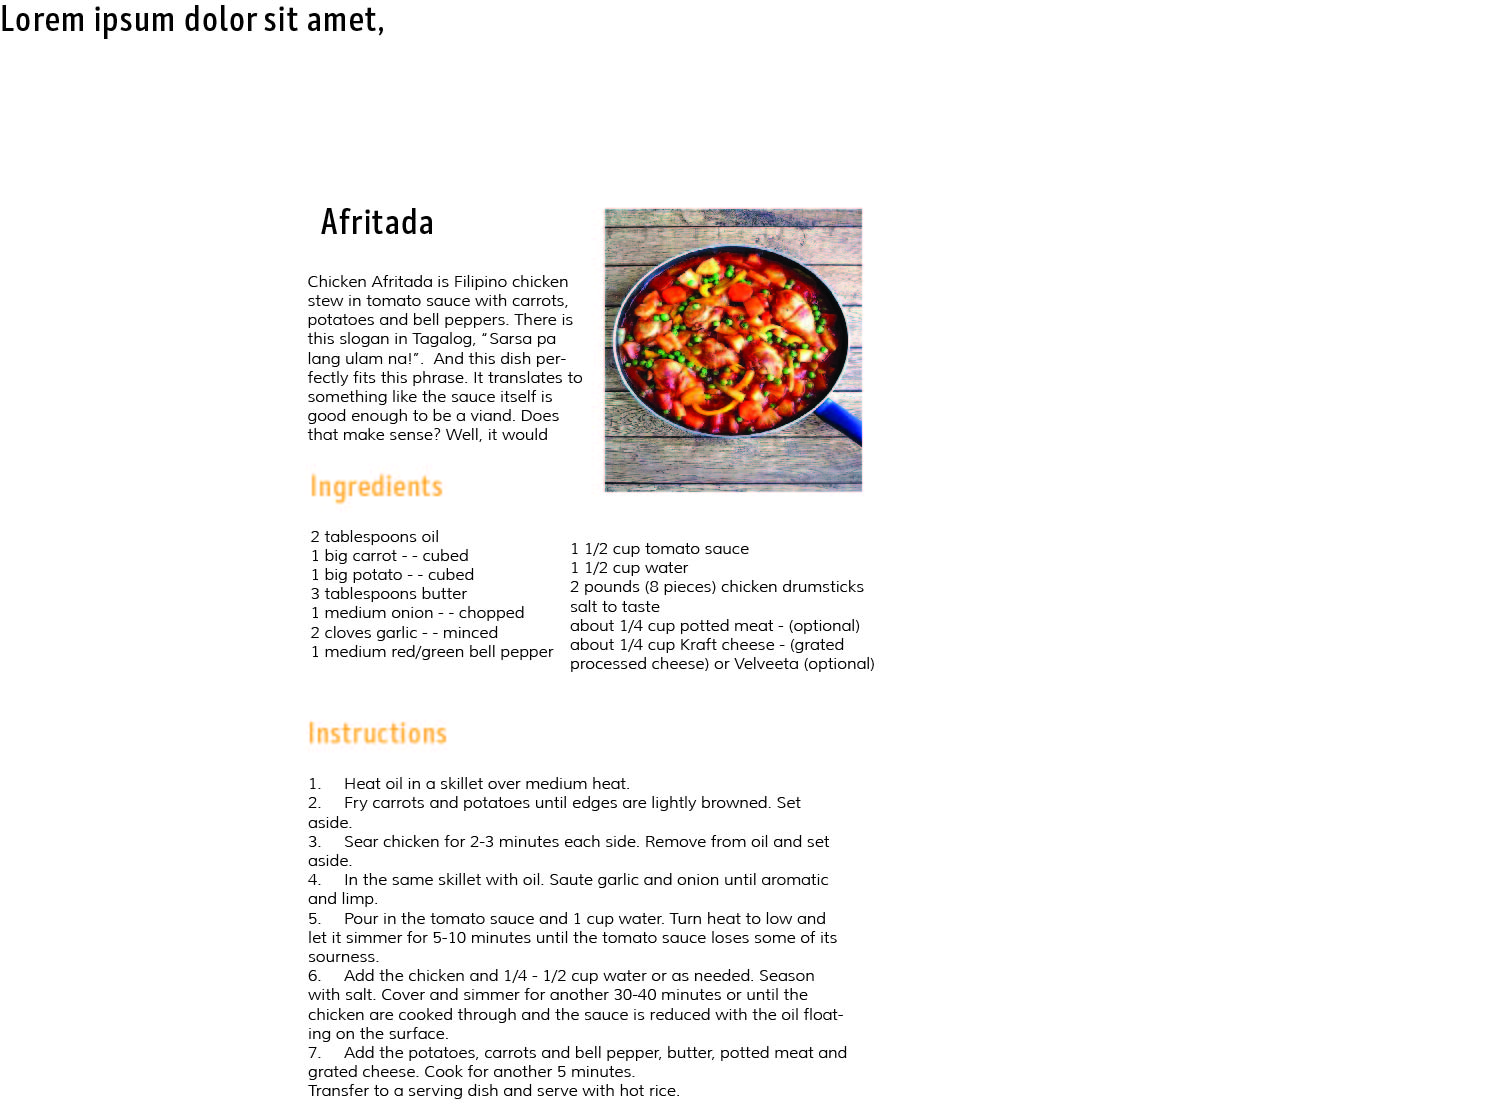 Lorem ipsum dolor sit amet,
Afritada
Chicken Afritada is Filipino chicken
stew in tomato sauce with carrots,
potatoes and bell peppers. There is
this slogan in Tagalog, “Sarsa pa
lang ulam na!”.  And this dish per-
fectly fits this phrase. It translates to
something like the sauce itself is
good enough to be a viand. Does
that make sense? Well, it would
Ingredients
2 tablespoons oil
1 big carrot - - cubed
1 big potato - - cubed
3 tablespoons butter
1 medium onion - - chopped
2 cloves garlic - - minced
1 medium red/green bell pepper
1 1/2 cup tomato sauce
1 1/2 cup water
2 pounds (8 pieces) chicken drumsticks
salt to taste
about 1/4 cup potted meat - (optional)
about 1/4 cup Kraft cheese - (grated
processed cheese) or Velveeta (optional)
Instructions
1. Heat oil in a skillet over medium heat.
2. Fry carrots and potatoes until edges are lightly browned. Set
aside.
3. Sear chicken for 2-3 minutes each side. Remove from oil and set
aside.
4. In the same skillet with oil. Saute garlic and onion until aromatic
and limp.
5. Pour in the tomato sauce and 1 cup water. Turn heat to low and
let it simmer for 5-10 minutes until the tomato sauce loses some of its
sourness.
6. Add the chicken and 1/4 - 1/2 cup water or as needed. Season
with salt. Cover and simmer for another 30-40 minutes or until the
chicken are cooked through and the sauce is reduced with the oil float-
ing on the surface.
7. Add the potatoes, carrots and bell pepper, butter, potted meat and
grated cheese. Cook for another 5 minutes.
Transfer to a serving dish and serve with hot rice.